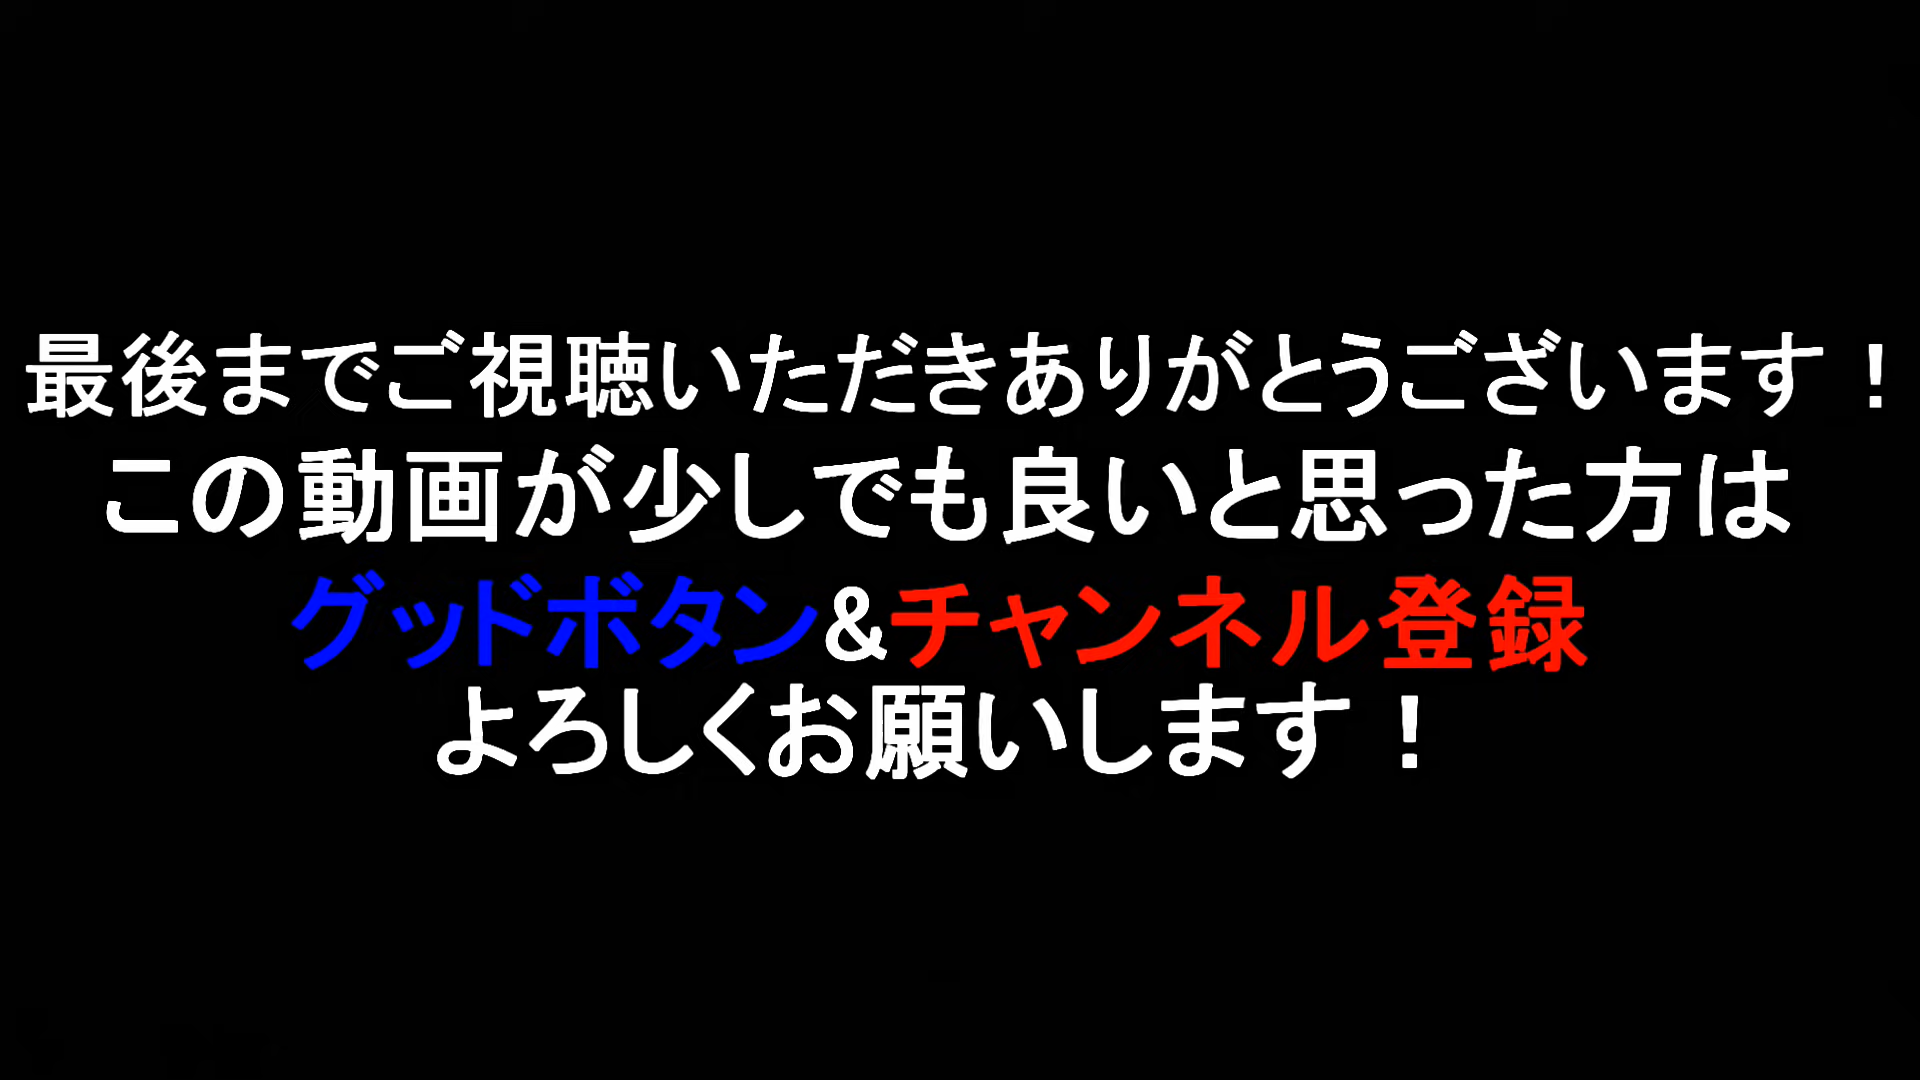 最後までご視聴いただきありがとうございます！
この動画が少しでも良いと思った方は
グッドボタン&チャンネル登録
よろしくお願いします！